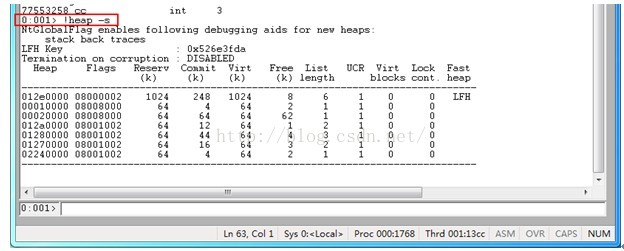 77553258 cc int 3
0:001> !heap -s
NtGlobalFlag enables following debugging aids for new heaps:
stack back traces
LFH Key : 0x526e3fda
Termination on corruption : DISABLED
Heap Flags Reserv Commit Virt Free List UCR Virt Lock Fast
(k) (k) (k) (k) length blocks cont. heap
012e0000 08000002 1024 248 1024 8 6 1 0 0 LFH
00010000 08008000 64 4 64 2 1 1 0 0
00020000 08008000 64 64 64 62 1 1 0 0
012a0000 08001002 64 12 64 1 2 1 0 0
01280000 08001002 64 44 64 4 3 1 0 0
01270000 08001002 64 16 64 3 2 1 0 0
02240000 08001002 64 4 64 2 1 1 0 0
http://blog.csdn.net/
0:001>
Ln 63, Col 1 Sys 0:<Local> Proc 000:1768 Thrd 001:13cc ASM OVR CAPS NUM